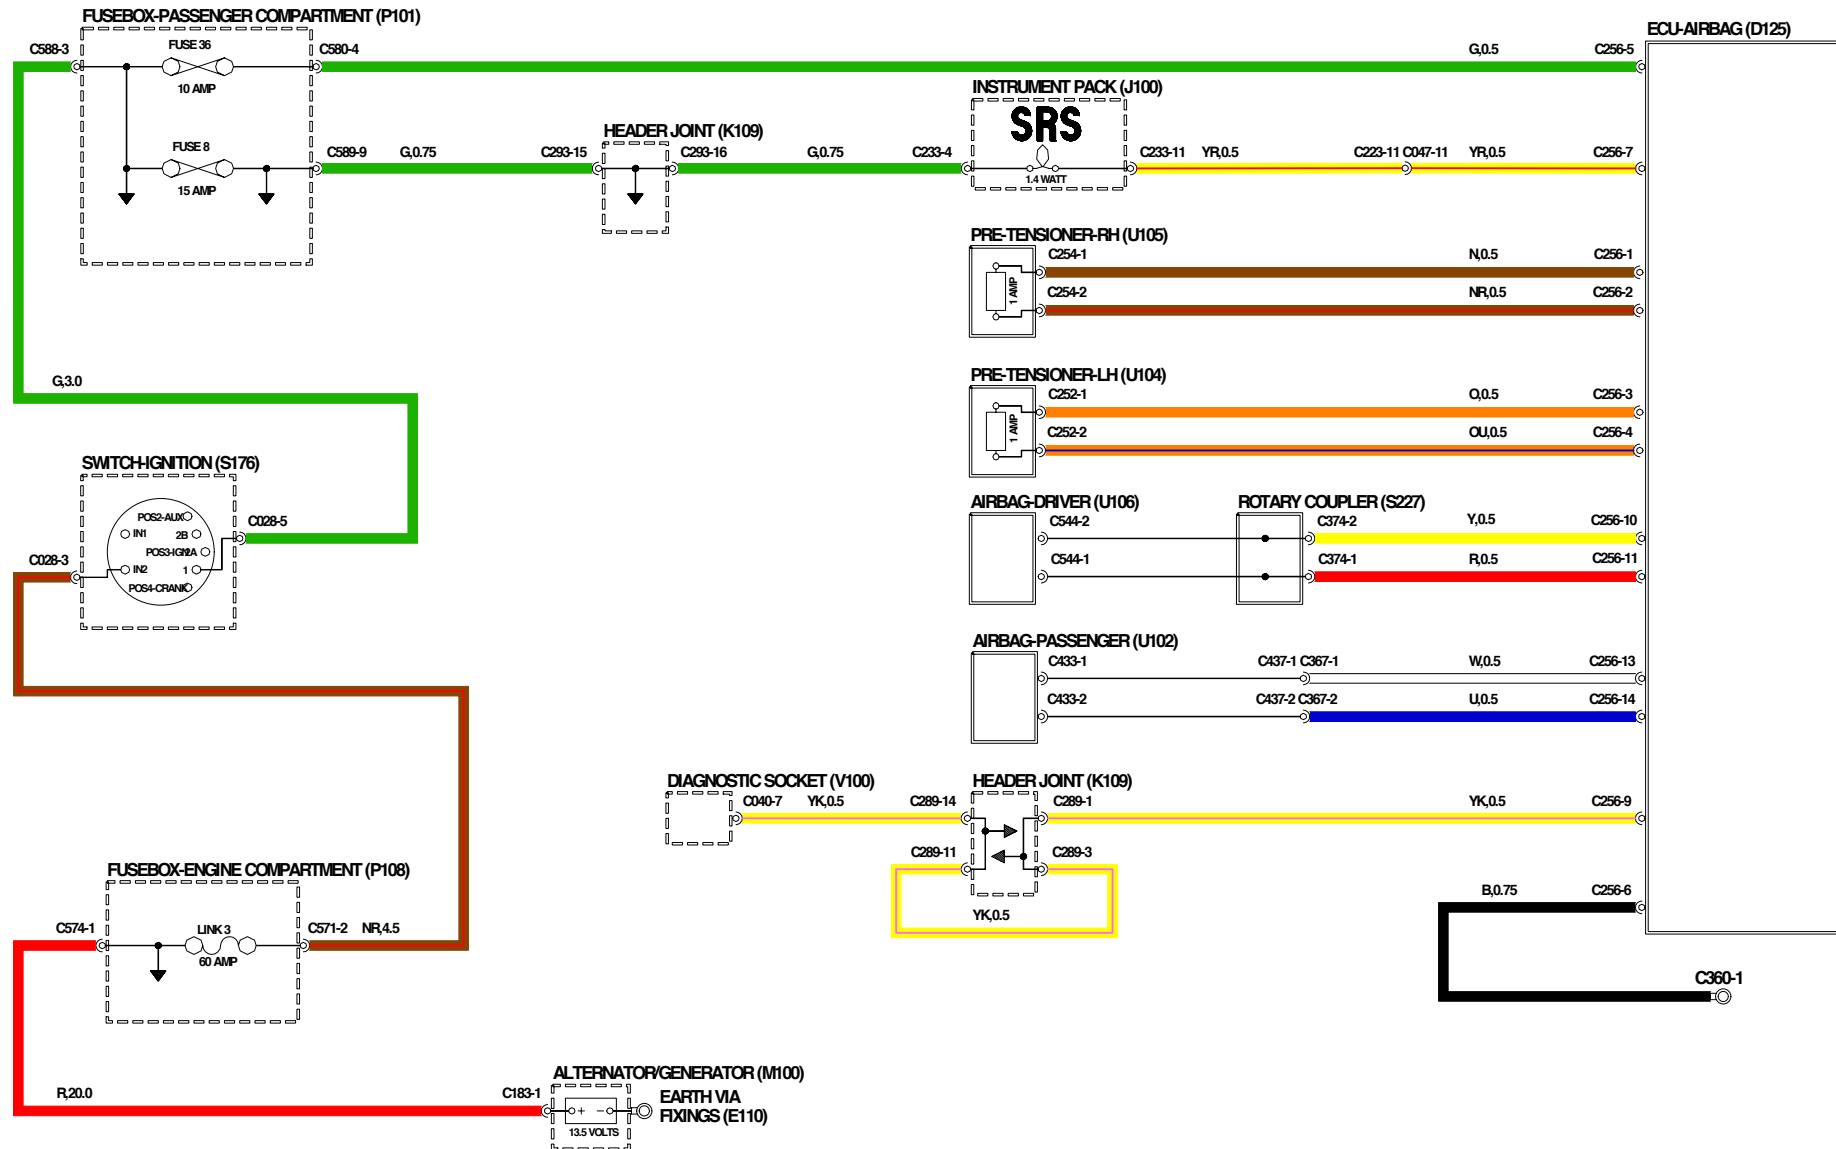 FUSEBOX-PASSENGER COMPARTMENT (P101)
ECU-AIRBAG (D125)
C588-3
FUSE 36
C580-4
G,0.5
C256-5
10 AMP
INSTRUMENT PACK (J100)
SRS
HEADER JOINT (K109)
FUSE 8
C589-9
G,0.75
C293-15
C293-16
G,0.75
C233-4
C233-11
YR,0.5
C223-11
C047-11
YR,0.5
C256-7
15 AMP
1.4 WATT
PRE-TENSIONER-RH (U105)
C254-1
N,0.5
C256-1
1 AMP
C254-2
NR,0.5
C256-2
G,3.0
PRE-TENSIONER-LH (U104)
C252-1
O,0.5
C256-3
1 AMP
C252-2
OU,0.5
C256-4
SWITCH-IGNITION (S176)
AIRBAG-DRIVER (U106)
ROTARY COUPLER (S227)
POS2-AUX
C028-5
C544-2
C374-2
Y,0.5
C256-10
IN1
2B
POS3-IGN
2A
C028-3
IN2
1
C544-1
C374-1
R,0.5
C256-11
POS4-CRANK
AIRBAG-PASSENGER (U102)
C433-1
C437-1
C367-1
W,0.5
C256-13
C433-2
C437-2
C367-2
U,0.5
C256-14
DIAGNOSTIC SOCKET (V100)
HEADER JOINT (K109)
C040-7
YK,0.5
C289-14
C289-1
YK,0.5
C256-9
C289-11
C289-3
FUSEBOX-ENGINE COMPARTMENT (P108)
YK,0.5
B,0.75
C256-6
C574-1
LINK 3
C571-2
NR,4.5
60 AMP
C360-1
ALTERNATOR/GENERATOR (M100)
R,20.0
C183-1
EARTH VIA
FIXINGS (E110)
+
−
13.5 VOLTS